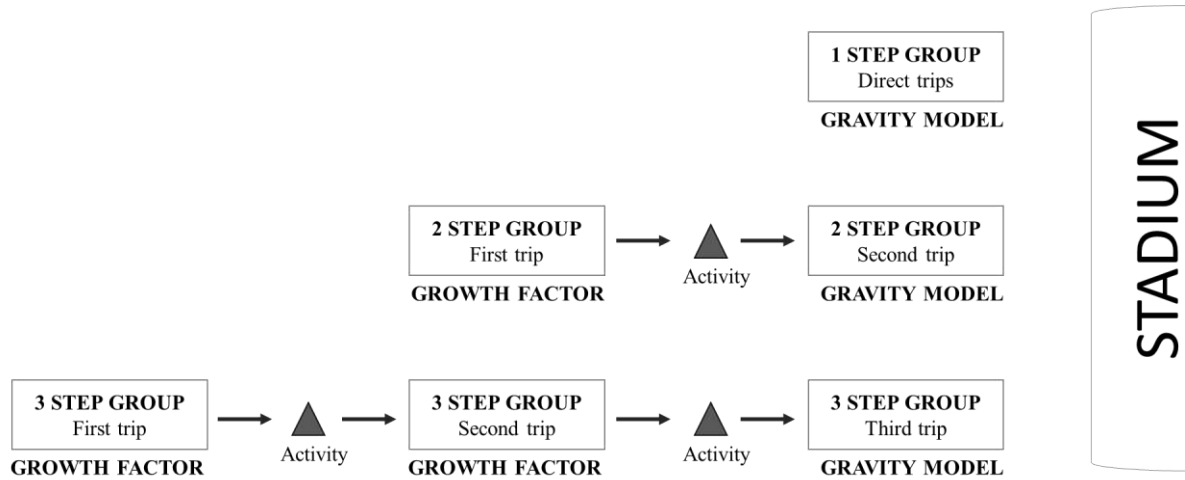 1 STEP GROUP
Direct trips
GRAVITY MODEL
STADIUM
2 STEP GROUP
First trip
GROWTH FACTOR
Activity
2 STEP GROUP
Second trip
GRAVITY MODEL
3 STEP GROUP
First trip
GROWTH FACTOR
Activity
3 STEP GROUP
Second trip
GROWTH FACTOR
Activity
3 STEP GROUP
Third trip
GRAVITY MODEL